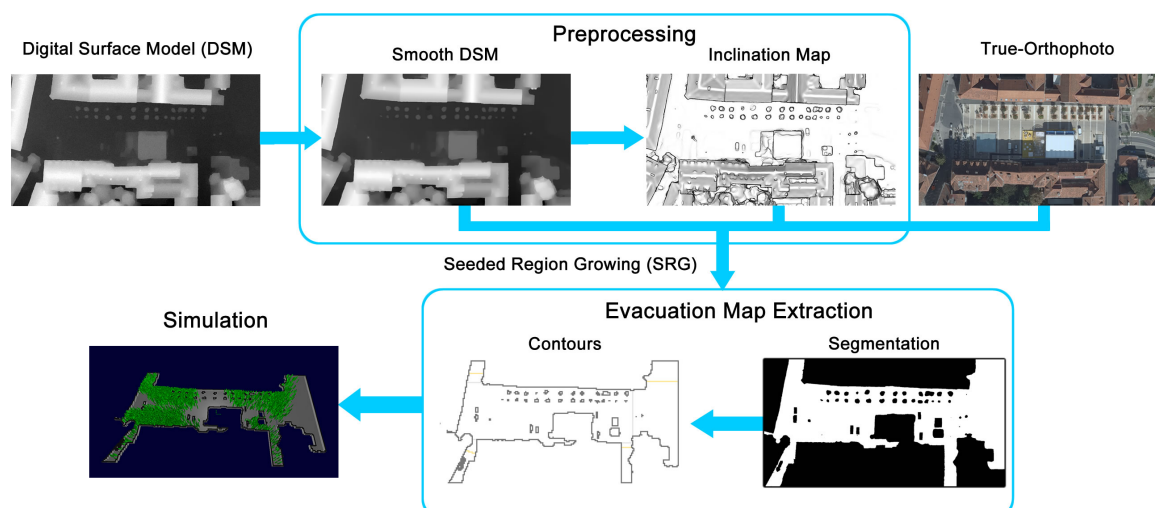 Preprocessing
Digital Surface Model (DSM)
Smooth DSM
Inclination Map
True-Orthophoto
Seeded Region Growing (SRG)
Evacuation Map Extraction
Simulation
Contours
Segmentation